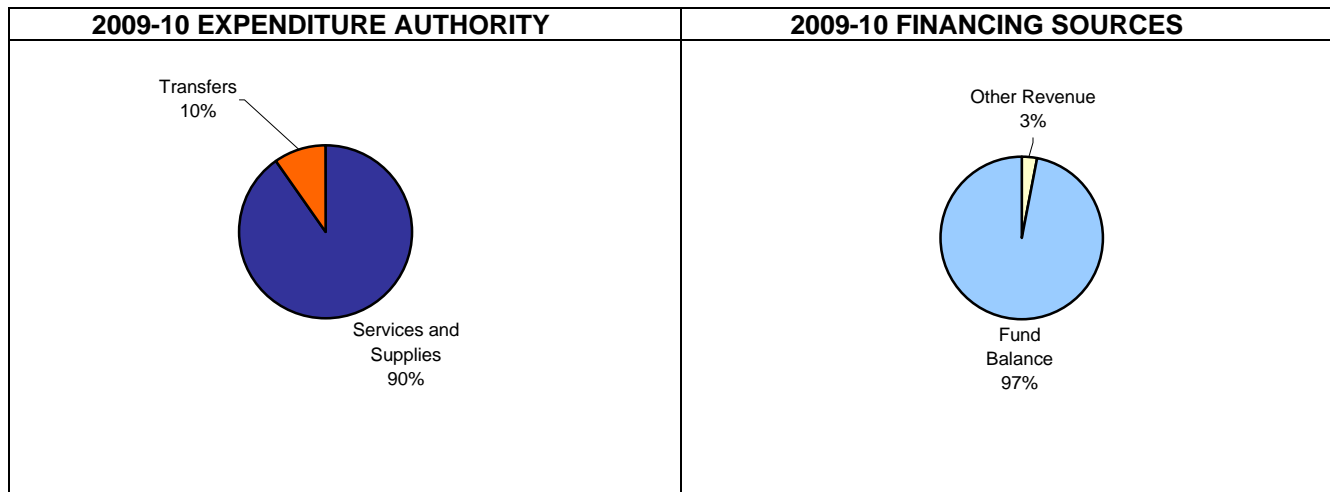 2009-10 EXPENDITURE AUTHORITY
2009-10 FINANCING SOURCES
Transfers
10%
Services and
Supplies
90%
Other Revenue
3%
Fund
Balance
97%